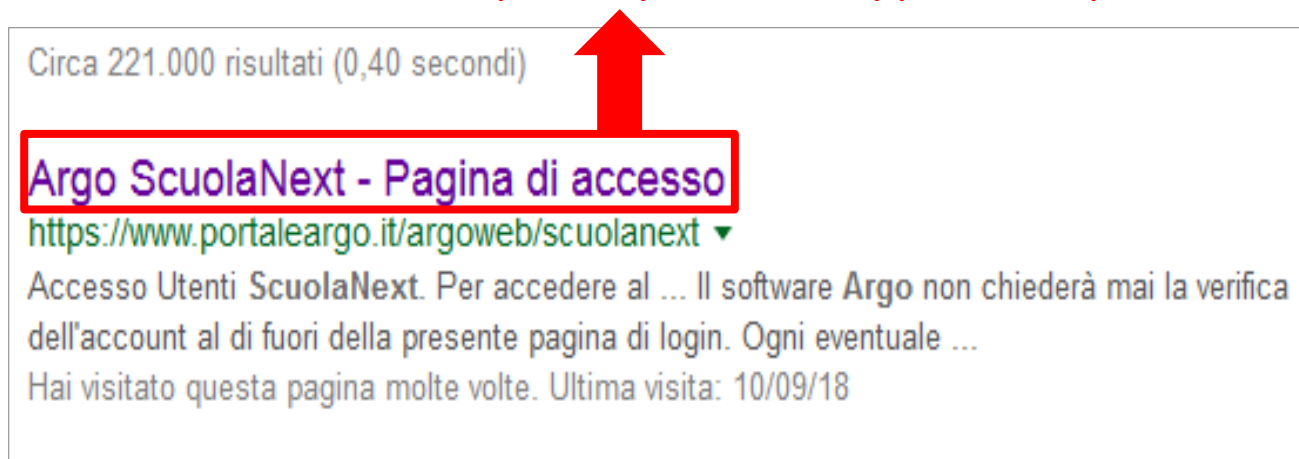 Circa 221.000 risultati (0,40 secondi)
Argo ScuolaNext - Pagina di accesso
https://www.portaleargo.it/argoweb/scuolanext
Accesso Utenti ScuolaNext. Per accedere al ... Il software Argo non chiederà mai la verifica
dell'account al di fuori della presente pagina di login. Ogni eventuale ...
Hai visitato questa pagina molte volte. Ultima visita: 10/09/18